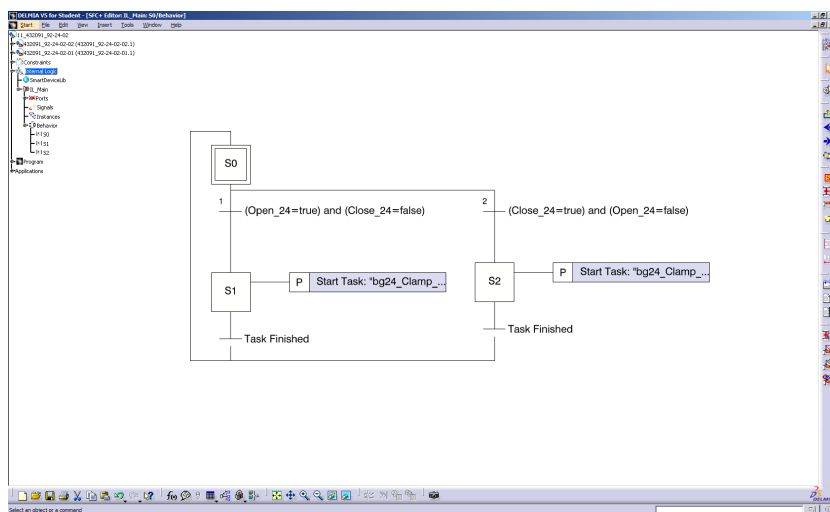 DELMIA V5 for Student - [SFC+ Editor: IL_Main: S0/Behavior]
Start File Edit View Insert Tools Window Help
432091_92-24-02-02 (432091_92-24-02-02.1)
432091_92-24-02-01 (432091_92-24-02-01.1)
Constraints
Internal Logic
SmartDeviceLib
IL_Main
Ports
Signals
Instances
Behavior
S0
S1
S2
Program
Applications
S0
1
(Open_24=true) and (Close_24=false)
2
(Close_24=true) and (Open_24=false)
S1
P
Start Task: "bg24_Clamp_...
S2
P
Start Task: "bg24_Clamp_...
Task Finished
Task Finished
Select an object or a command
DELMIA